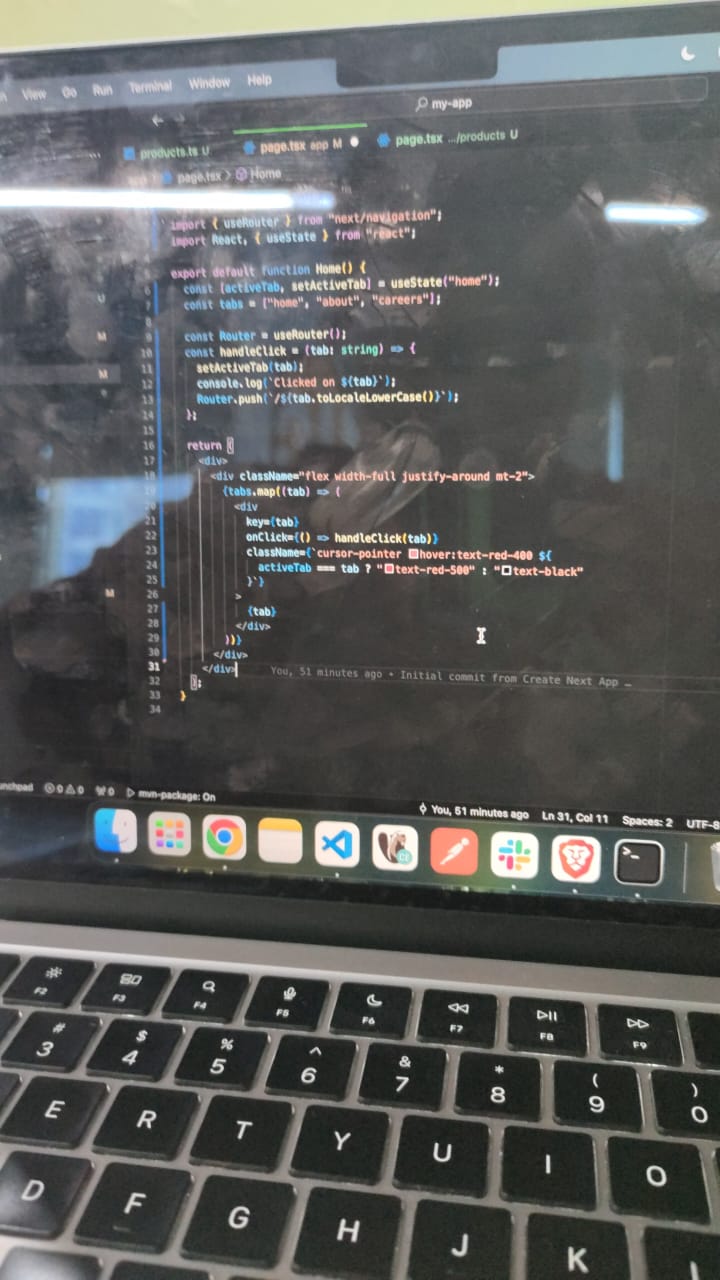 View Go Run Terminal Window Help
my-app
products.ts U
page.tsx app M
page.tsx .../products U
page.tsx > Home
import { useRouter } from "next/navigation";
import React, { useState } from "react";
export default function Home() {
6 const [activeTab, setActiveTab] = useState("home");
7 const tabs = ["home", "about", "careers"];
8
9 const Router = useRouter();
10 const handleClick = (tab: string) => {
11 setActiveTab(tab);
12 console.log(`Clicked on ${tab}`);
13 Router.push(`/${tab.toLocaleLowerCase()}`);
14 };
15
16 return (
17 <div>
18 <div className="flex width-full justify-around mt-2">
19 {tabs.map((tab) => (
20 <div
21 key={tab}
22 onClick={() => handleClick(tab)}
23 className={`cursor-pointer hover:text-red-400 ${
24 activeTab === tab ? "text-red-500" : "text-black"
25 }`}
26 >
27 {tab}
28 </div>
29 ))}
30 </div>
31 </div> You, 51 minutes ago • Initial commit from Create Next App …
32 );
33 }
34
U
M
M
M
unchpad 0 0 0 mvn-package: On
You, 51 minutes ago Ln 31, Col 11 Spaces: 2 UTF-8
F2 F3 F4 F5 F6 F7 F8 F9
# $ % ^ & * ( )
3 4 5 6 7 8 9 0
E R T Y U I O
D F G H J K